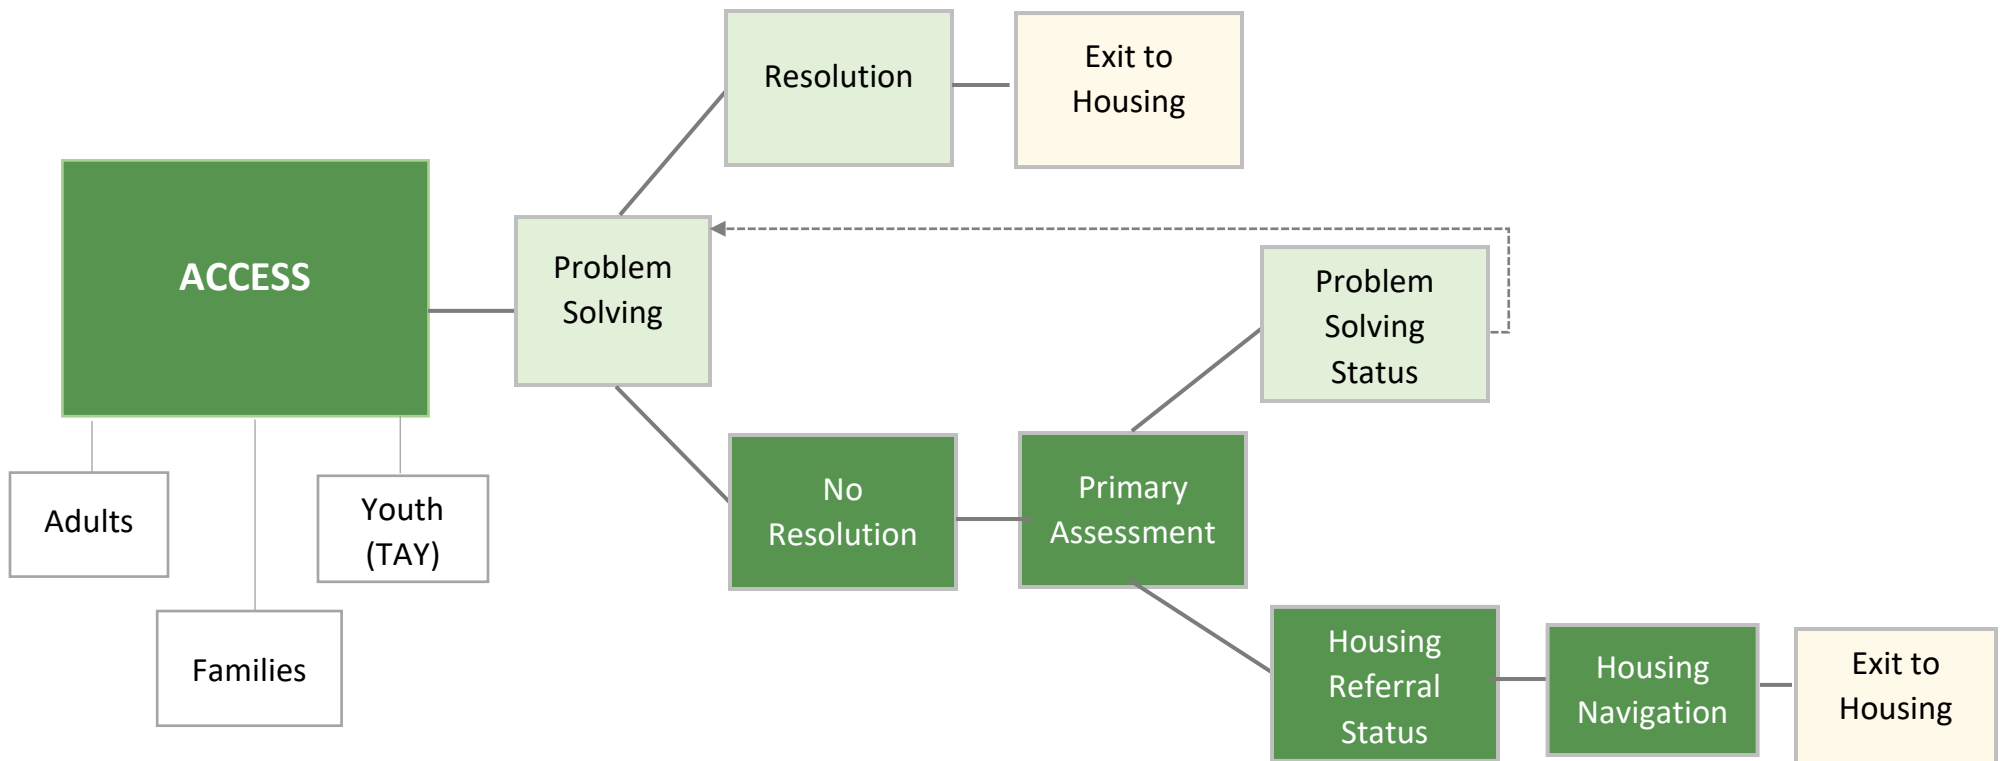 Resolution
Exit to
Housing
ACCESS
Problem
Solving
Problem
Solving
Status
Adults
Youth
(TAY)
Families
No
Resolution
Primary
Assessment
Housing
Referral
Status
Housing
Navigation
Exit to
Housing